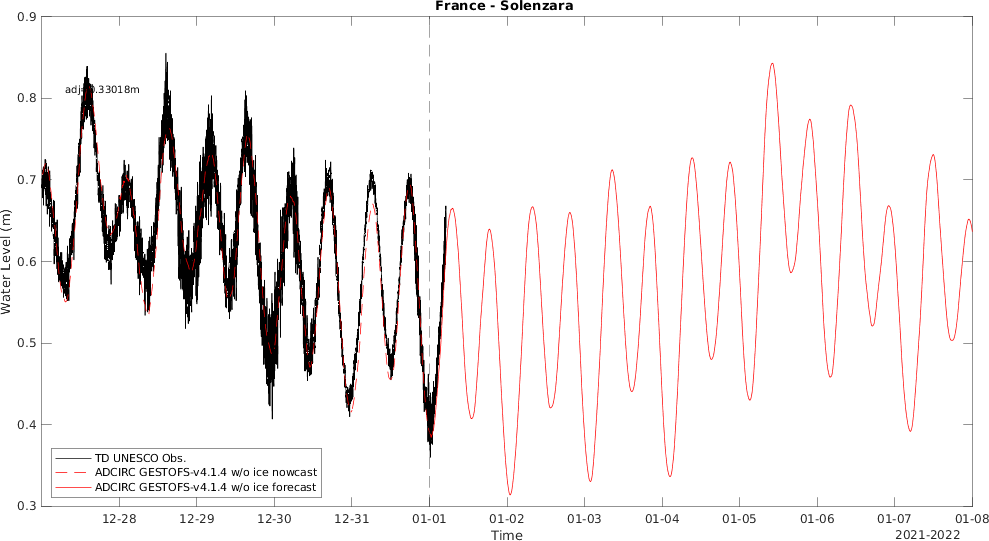 France - Solenzara
0.9
0.8
0.7
0.6
0.5
0.4
0.3
Water Level (m)
adj=0.33018m
TD UNESCO Obs.
ADCIRC GESTOFS-v4.1.4 w/o ice nowcast
ADCIRC GESTOFS-v4.1.4 w/o ice forecast
12-28 12-29 12-30 12-31 01-01 01-02 01-03 01-04 01-05 01-06 01-07 01-08
Time
2021-2022